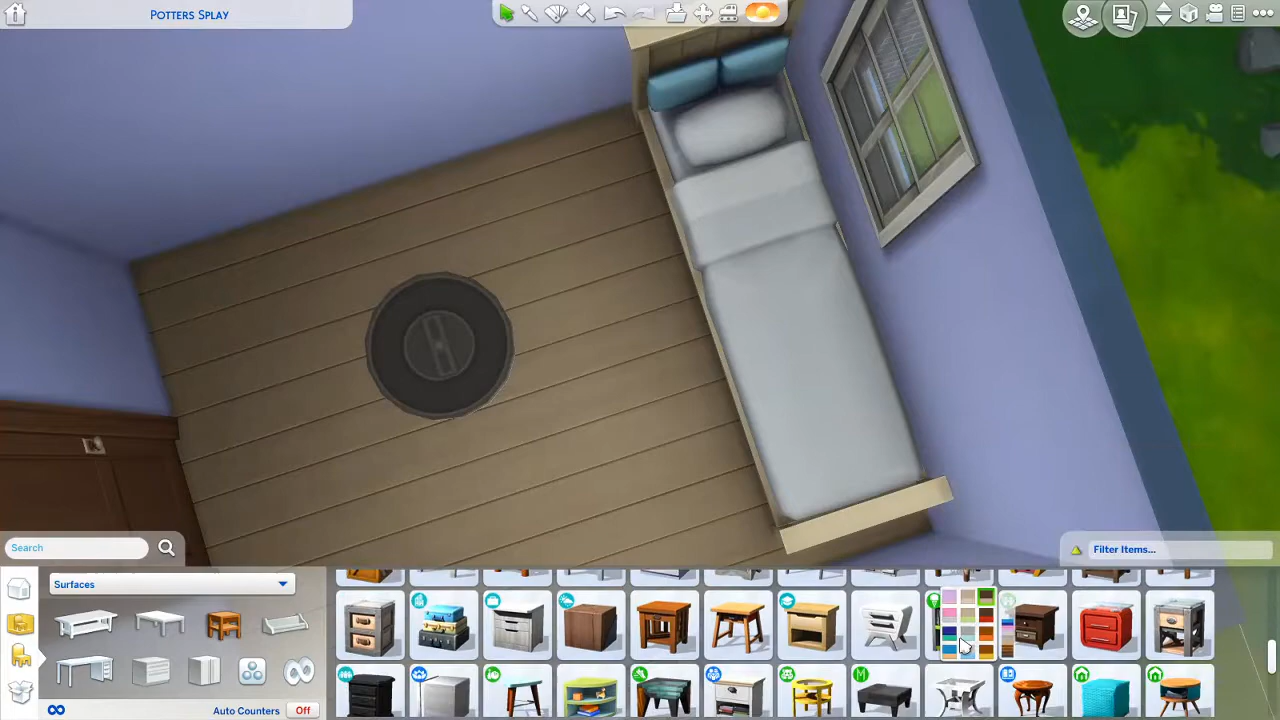 POTTERS SPLAY
Search
Filter Items...
Surfaces
M
Auto Counters Off